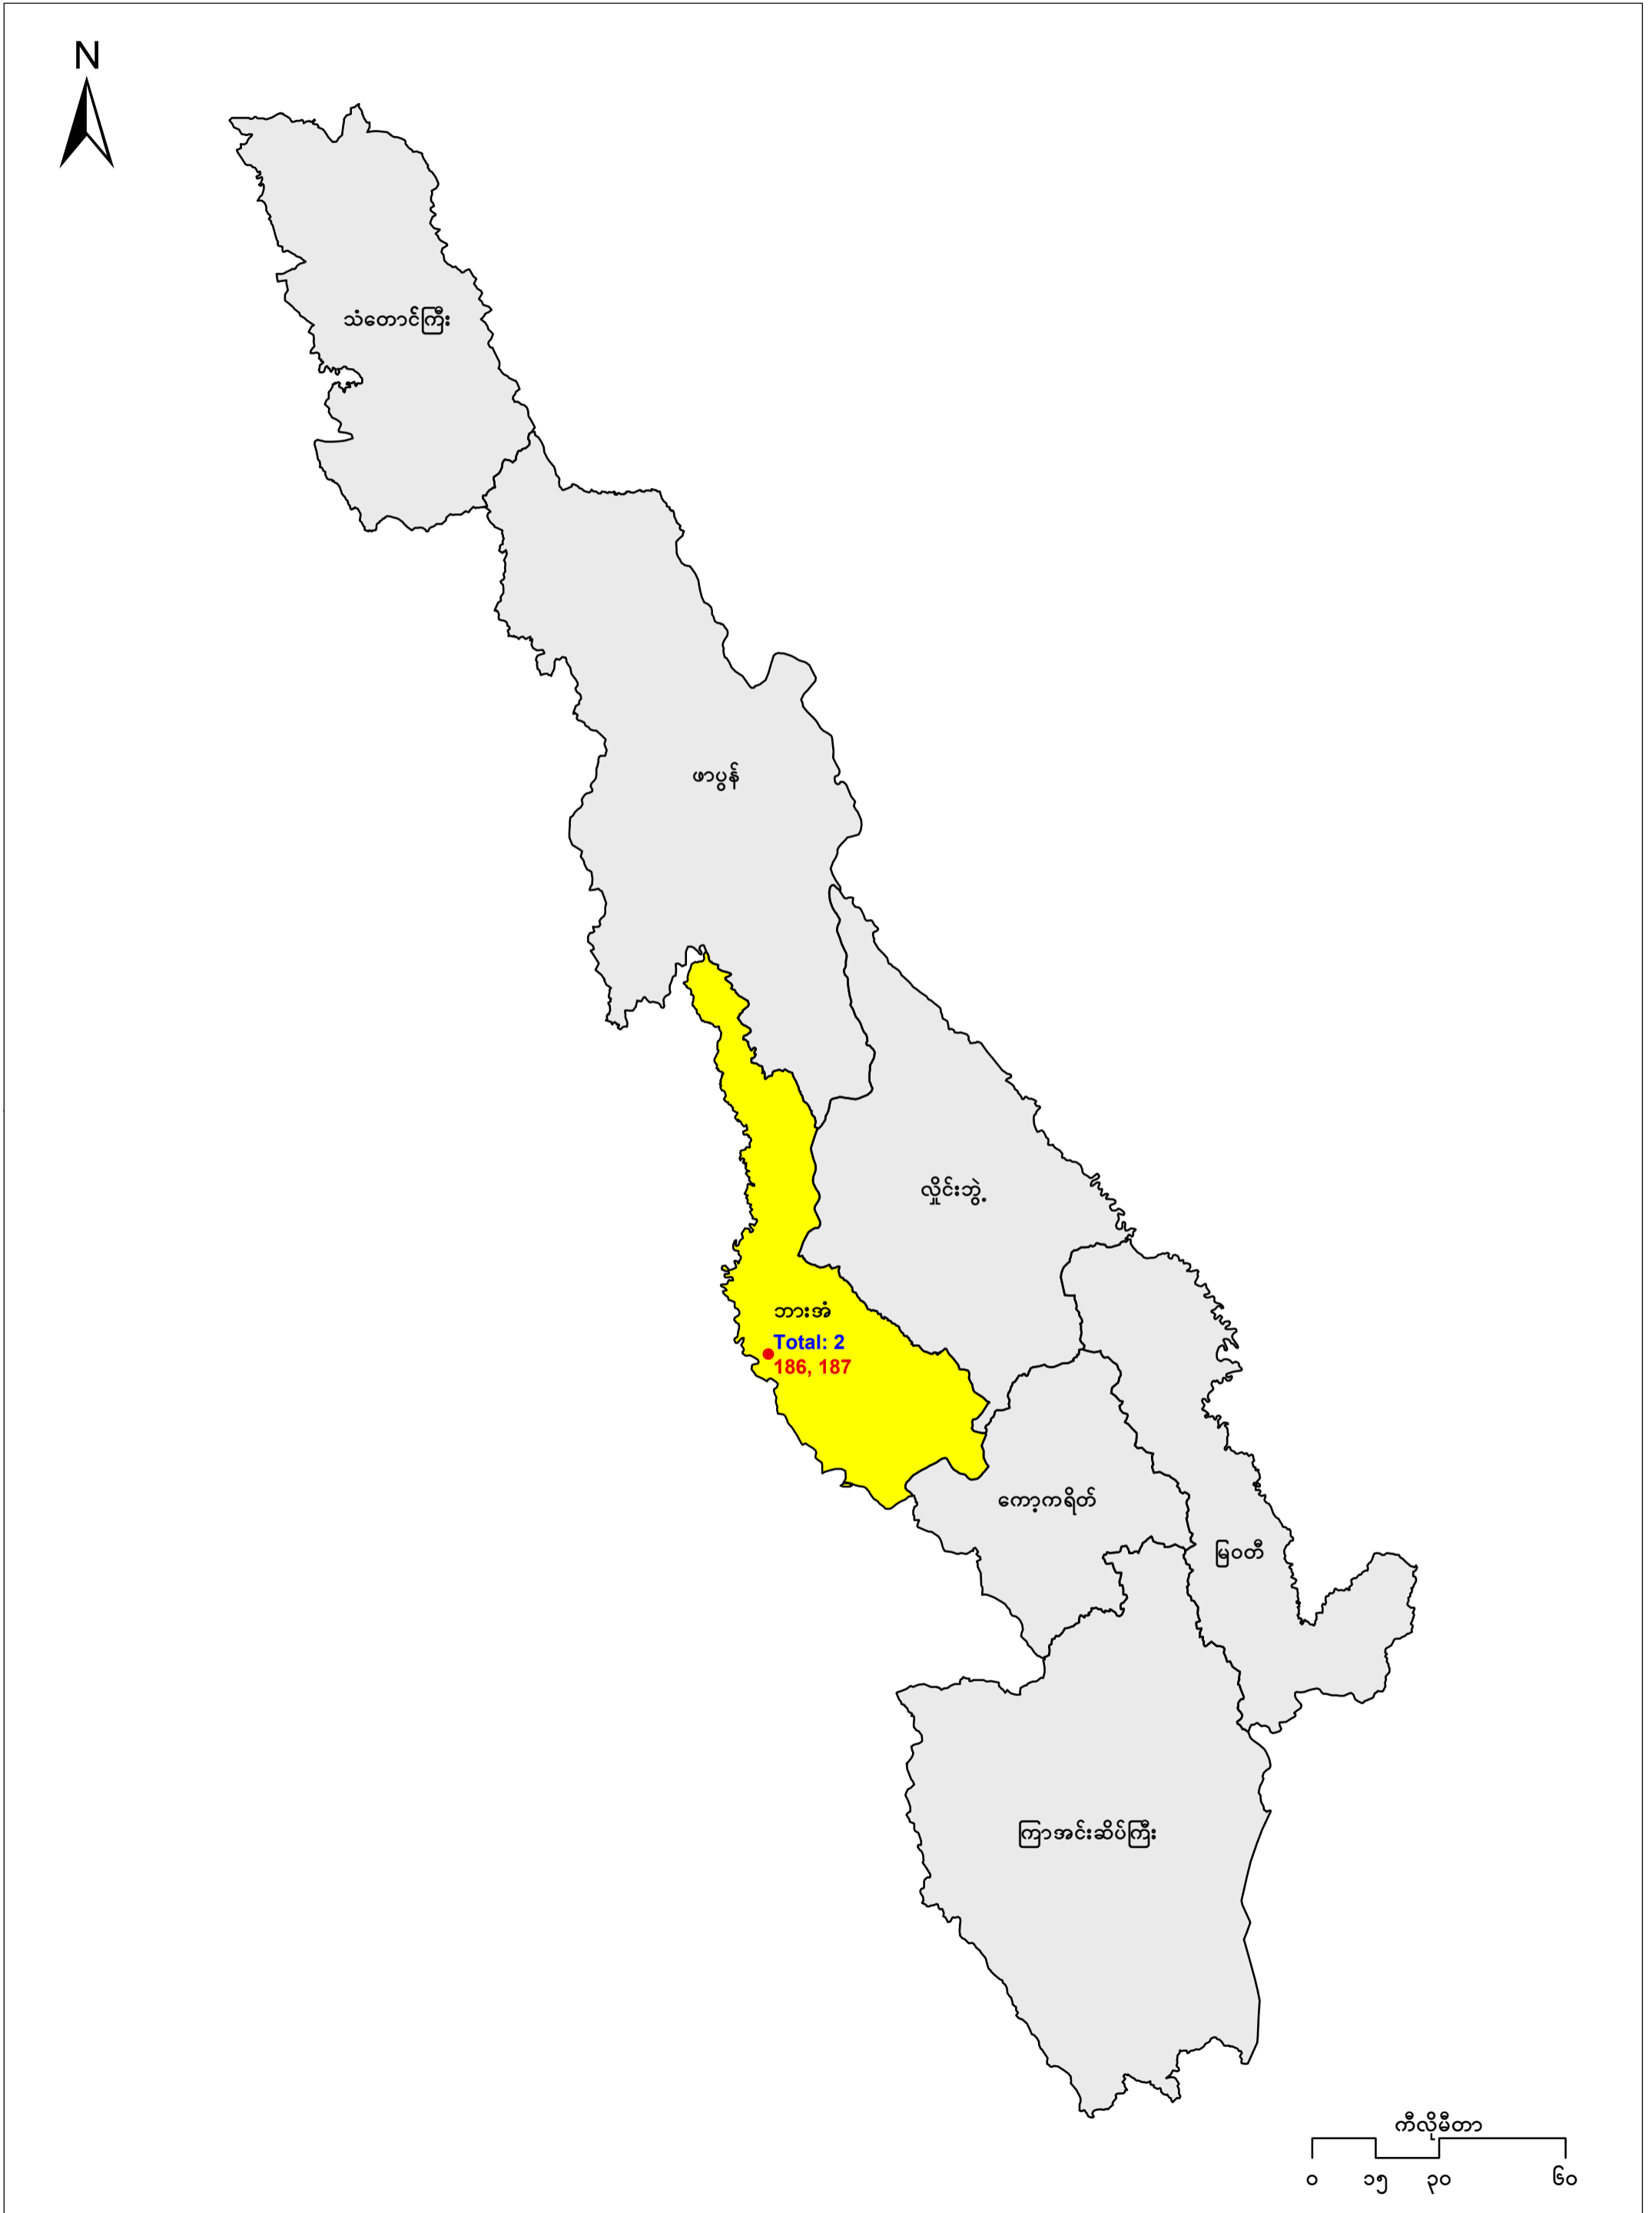 N
သံတောင်ကြီး
ဖာပွန်
လှိုင်းဘွဲ့
ဘားအံ
Total: 2
186, 187
ကော့ကရိတ်
မြဝတီ
ကြာအင်းဆိပ်ကြီး
ကီလိုမီတာ
၀ ၁၅ ၃၀ ၆၀